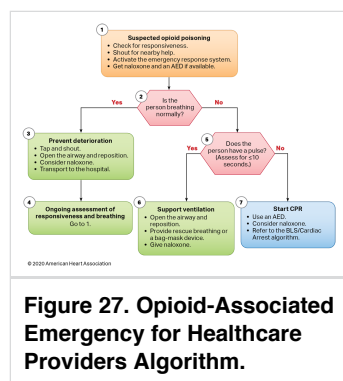 1
Suspected opioid poisoning
• Check for responsiveness.
• Shout for nearby help.
• Activate the emergency response system.
• Get naloxone and an AED if available.
Yes
2
Is the
person breathing
normally?
No
3
Prevent deterioration
• Tap and shout.
• Open the airway and reposition.
• Consider naloxone.
• Transport to the hospital.
5
Does the
person have a pulse?
(Assess for ≤10
seconds.)
Yes
No
4
Ongoing assessment of
responsiveness and breathing
Go to 1.
6
Support ventilation
• Open the airway and
reposition.
• Provide rescue breathing or
a bag-mask device.
• Give naloxone.
7
Start CPR
• Use an AED.
• Consider naloxone.
• Refer to the BLS/Cardiac
Arrest algorithm.
© 2020 American Heart Association
Figure 27. Opioid-Associated
Emergency for Healthcare
Providers Algorithm.